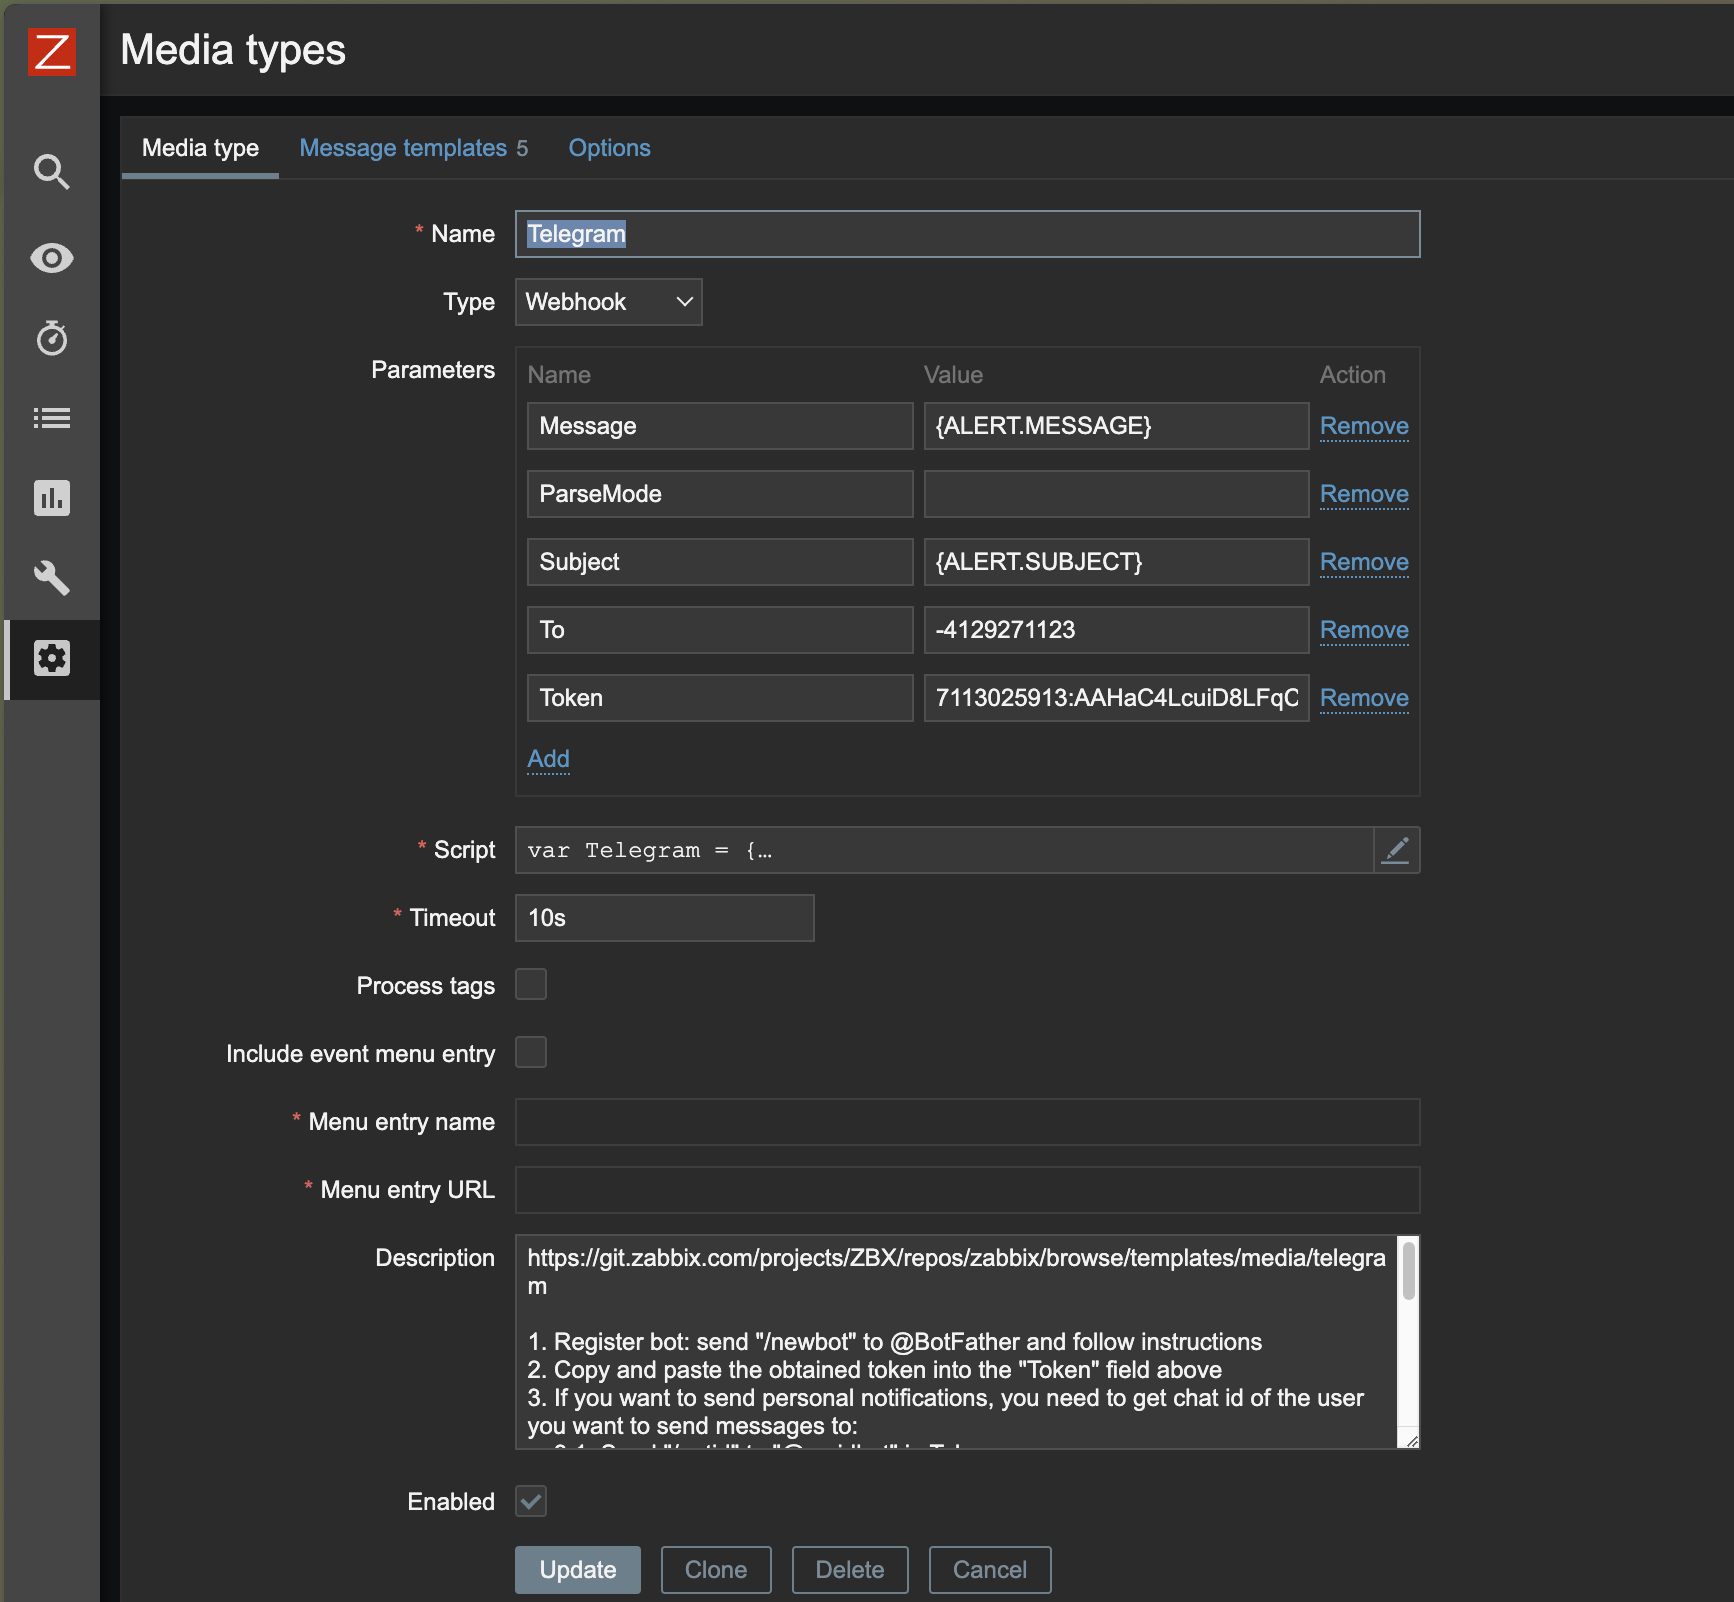 Z
Media types
Media type Message templates 5 Options
* Name Telegram
Type Webhook
Parameters Name Value Action
Message {ALERT.MESSAGE} Remove
ParseMode Remove
Subject {ALERT.SUBJECT} Remove
To -4129271123 Remove
Token 7113025913:AAHaC4LcuiD8LFqC Remove
Add
* Script var Telegram = {…
* Timeout 10s
Process tags
Include event menu entry
* Menu entry name
* Menu entry URL
Description https://git.zabbix.com/projects/ZBX/repos/zabbix/browse/templates/media/telegra
m
1. Register bot: send "/newbot" to @BotFather and follow instructions
2. Copy and paste the obtained token into the "Token" field above
3. If you want to send personal notifications, you need to get chat id of the user
you want to send messages to:
Enabled
Update Clone Delete Cancel